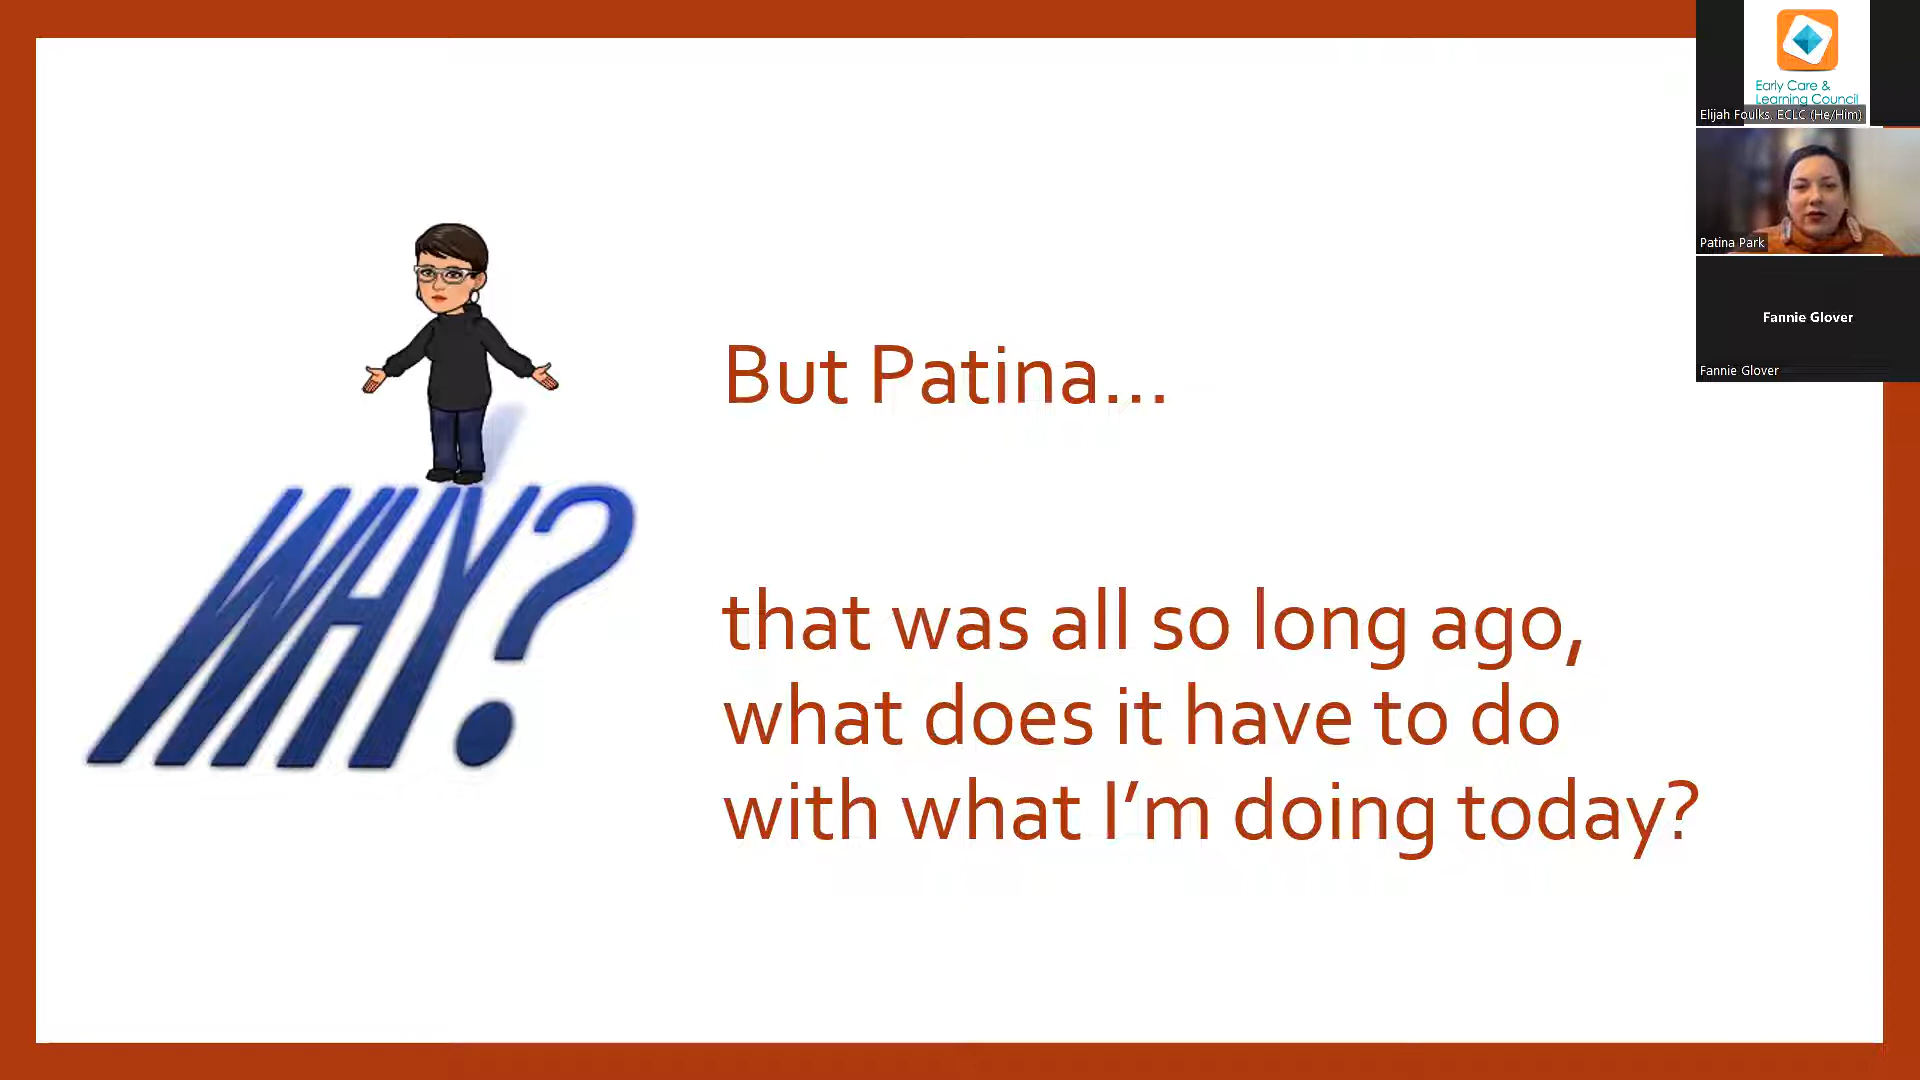 But Patina...
that was all so long ago,
what does it have to do
with what I’m doing today?
WHY?
Early Care &
Learning Council
Elijah Foulks, ECLC (He/Him)
Patina Park
Fannie Glover
Fannie Glover